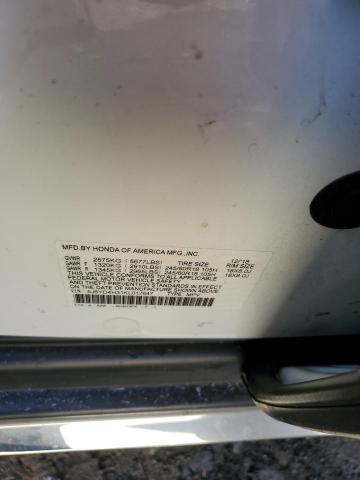 MFD.BY HONDA OF AMERICA MFG.,INC. 12/18
GVWR 2575KG ( 5677LBS) TIRE SIZE RIM SIZE
GAWR F 1320KG ( 2910LBS) 245/60R18 105H 18X8.0J
GAWR R 1345KG ( 2965LBS) 245/60R18 105H 18X8.0J
THIS VEHICLE CONFORMS TO ALL APPLICABLE
FEDERAL MOTOR VEHICLE SAFETY AND
THEFT PREVENTION STANDARDS IN EFFECT
ON THE DATE OF MANUFACTURE SHOWN ABOVE.
TYPE: MPV